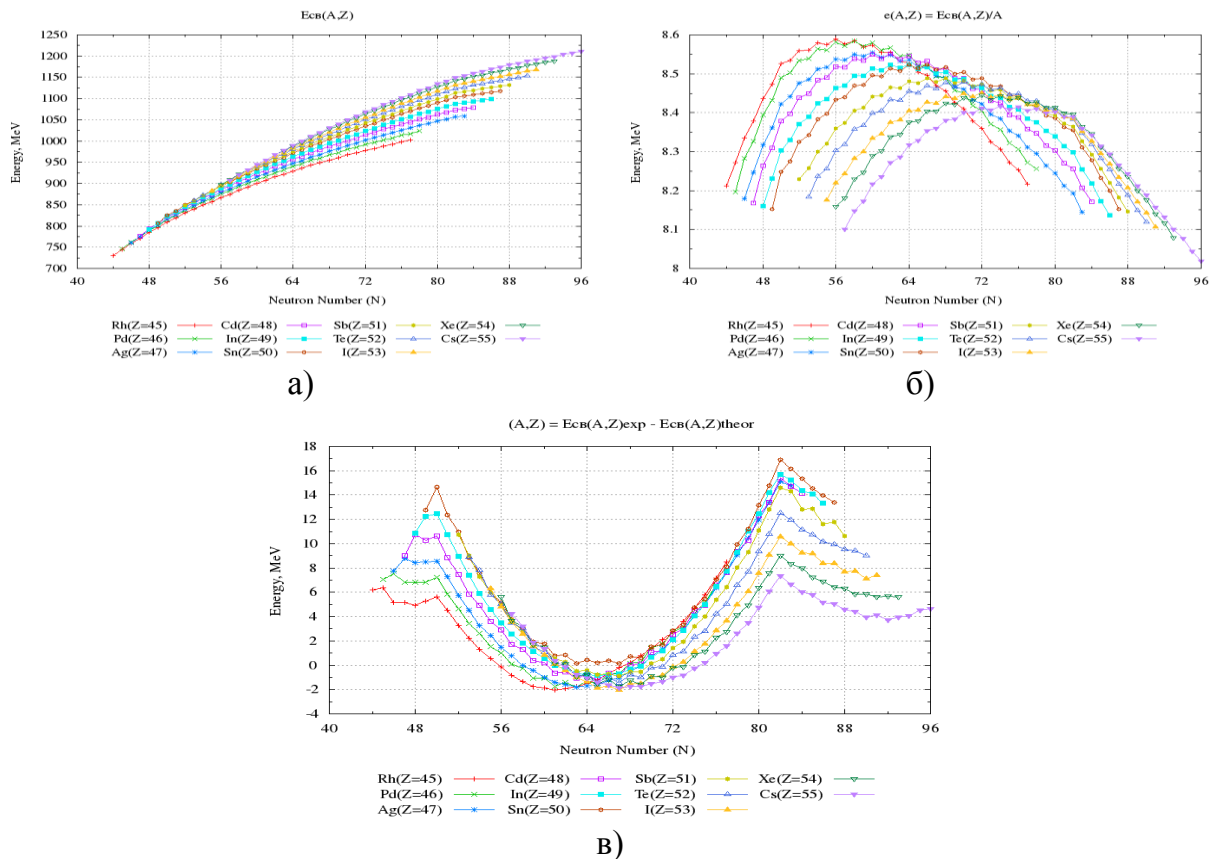 Eсв(A,Z)
Energy, MeV
1250
1200
1150
1100
1050
1000
950
900
850
800
750
700
40 48 56 64 72 80 88 96
Neutron Number (N)
Rh(Z=45) Cd(Z=48) Sb(Z=51) Xe(Z=54)
Pd(Z=46) In(Z=49) Te(Z=52) Cs(Z=55)
Ag(Z=47) Sn(Z=50) I(Z=53)
а)
e(A,Z) = Eсв(A,Z)/A
Energy, MeV
8.6
8.5
8.4
8.3
8.2
8.1
8
40 48 56 64 72 80 88 96
Neutron Number (N)
Rh(Z=45) Cd(Z=48) Sb(Z=51) Xe(Z=54)
Pd(Z=46) In(Z=49) Te(Z=52) Cs(Z=55)
Ag(Z=47) Sn(Z=50) I(Z=53)
б)
(A,Z) = Eсв(A,Z)exp - Eсв(A,Z)theor
Energy, MeV
18
16
14
12
10
8
6
4
2
0
-2
-4
40 48 56 64 72 80 88 96
Neutron Number (N)
Rh(Z=45) Cd(Z=48) Sb(Z=51) Xe(Z=54)
Pd(Z=46) In(Z=49) Te(Z=52) Cs(Z=55)
Ag(Z=47) Sn(Z=50) I(Z=53)
в)